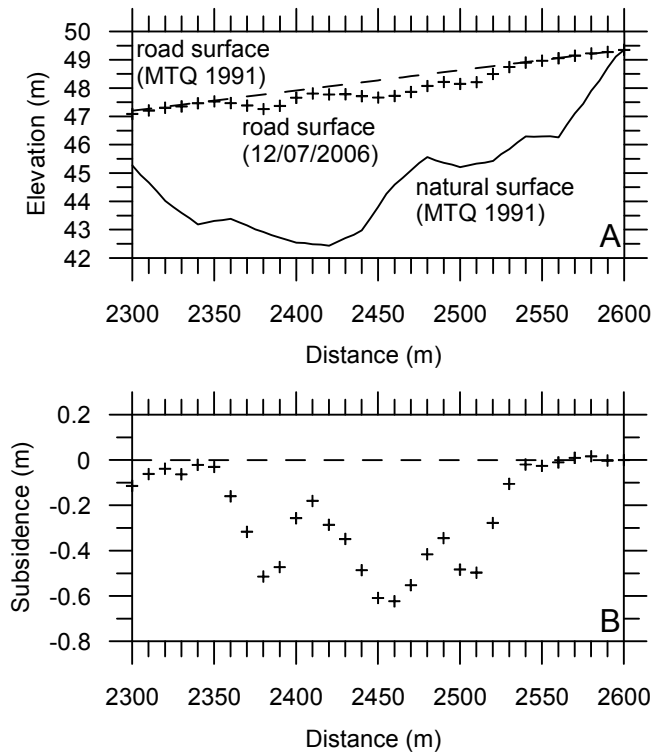 50
49
48
47
46
45
44
43
42
Elevation (m)
road surface
(MTQ 1991)
road surface
(12/07/2006)
natural surface
(MTQ 1991)
A
2300 2350 2400 2450 2500 2550 2600
Distance (m)
0.2
0
-0.2
-0.4
-0.6
-0.8
Subsidence (m)
B
2300 2350 2400 2450 2500 2550 2600
Distance (m)